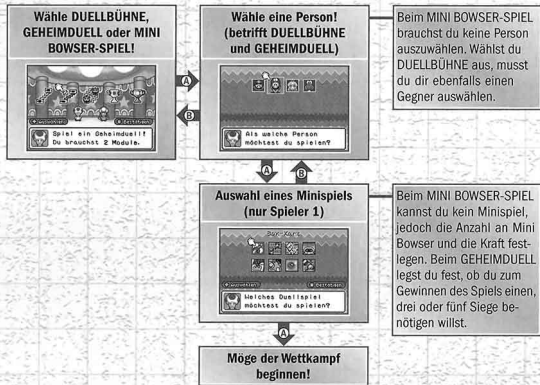 Wähle DUELLBÜHNE,
GEHEIMDUELL oder MINI
BOWSER-SPIEL!
Spiel ein Geheimduell!
Du brauchst 2 Module.
A
B
Wähle eine Person!
(betrifft DUELLBÜHNE
und GEHEIMDUELL)
Als welche Person
möchtest du spielen?
Beim MINI BOWSER-SPIEL
brauchst du keine Person
auszuwählen. Wählst du
DUELLBÜHNE aus, musst
du dir ebenfalls einen
Gegner auswählen.
A
B
Auswahl eines Minispiels
(nur Spieler 1)
Welches Duellspiel
möchtest du spielen?
Beim MINI BOWSER-SPIEL
kannst du kein Minispiel,
jedoch die Anzahl an Mini
Bowser und die Kraft fest-
legen. Beim GEHEIMDUELL
legst du fest, ob du zum
Gewinnen des Spiels einen,
drei oder fünf Siege be-
nötigen willst.
A
Möge der Wettkampf
beginnen!